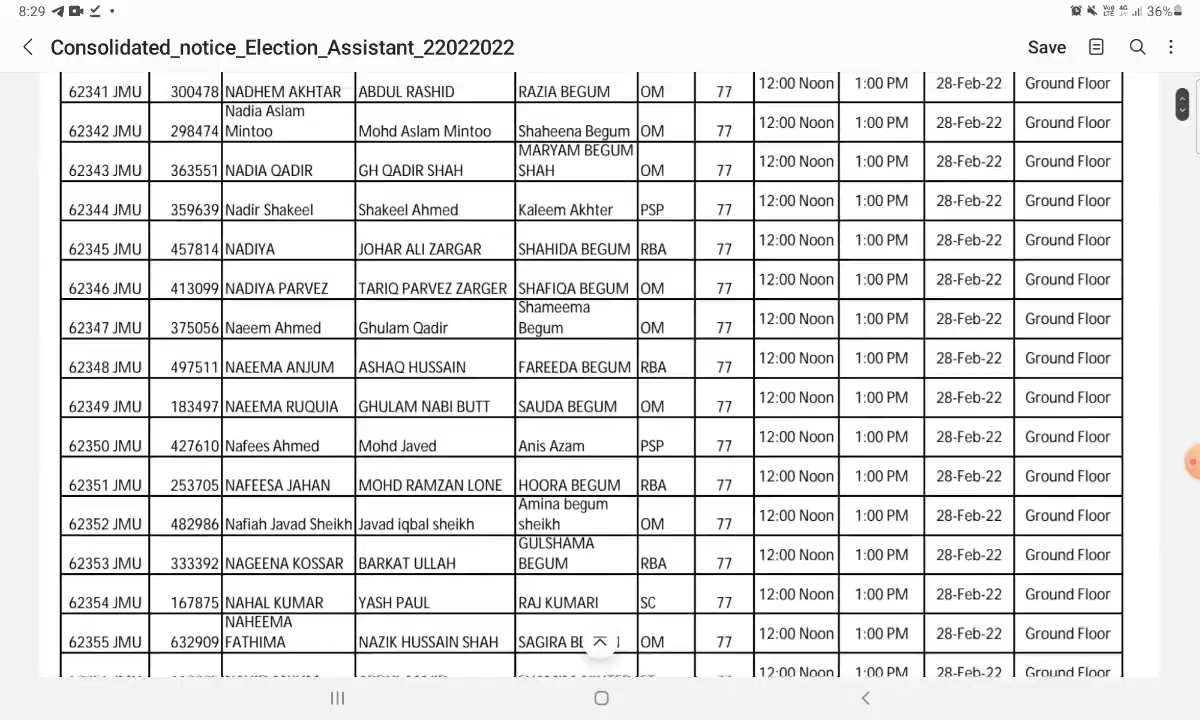 8:29 36%
Consolidated_notice_Election_Assistant_22022022 Save
62341 JMU 300478 NADHEM AKHTAR ABDUL RASHID RAZIA BEGUM OM 77 12:00 Noon 1:00 PM 28-Feb-22 Ground Floor
62342 JMU 298474 Nadia Aslam Mintoo Mohd Aslam Mintoo Shaheena Begum OM 77 12:00 Noon 1:00 PM 28-Feb-22 Ground Floor
62343 JMU 363551 NADIA QADIR GH QADIR SHAH MARYAM BEGUM SHAH OM 77 12:00 Noon 1:00 PM 28-Feb-22 Ground Floor
62344 JMU 359639 Nadir Shakeel Shakeel Ahmed Kaleem Akhter PSP 77 12:00 Noon 1:00 PM 28-Feb-22 Ground Floor
62345 JMU 457814 NADIYA JOHAR ALI ZARGAR SHAHIDA BEGUM RBA 77 12:00 Noon 1:00 PM 28-Feb-22 Ground Floor
62346 JMU 413099 NADIYA PARVEZ TARIQ PARVEZ ZARGER SHAFIQA BEGUM OM 77 12:00 Noon 1:00 PM 28-Feb-22 Ground Floor
62347 JMU 375056 Naeem Ahmed Ghulam Qadir Shameema Begum OM 77 12:00 Noon 1:00 PM 28-Feb-22 Ground Floor
62348 JMU 497511 NAEEMA ANJUM ASHAQ HUSSAIN FAREEDA BEGUM RBA 77 12:00 Noon 1:00 PM 28-Feb-22 Ground Floor
62349 JMU 183497 NAEEMA RUQUIA GHULAM NABI BUTT SAUDA BEGUM OM 77 12:00 Noon 1:00 PM 28-Feb-22 Ground Floor
62350 JMU 427610 Nafees Ahmed Mohd Javed Anis Azam PSP 77 12:00 Noon 1:00 PM 28-Feb-22 Ground Floor
62351 JMU 253705 NAFEESA JAHAN MOHD RAMZAN LONE HOORA BEGUM RBA 77 12:00 Noon 1:00 PM 28-Feb-22 Ground Floor
62352 JMU 482986 Nafiah Javad Sheikh Javad iqbal sheikh Amina begum sheikh OM 77 12:00 Noon 1:00 PM 28-Feb-22 Ground Floor
62353 JMU 333392 NAGEENA KOSSAR BARKAT ULLAH GULSHAMA BEGUM RBA 77 12:00 Noon 1:00 PM 28-Feb-22 Ground Floor
62354 JMU 167875 NAHAL KUMAR YASH PAUL RAJ KUMARI SC 77 12:00 Noon 1:00 PM 28-Feb-22 Ground Floor
62355 JMU 632909 NAHEEMA FATHIMA NAZIK HUSSAIN SHAH SAGIRA OM 77 12:00 Noon 1:00 PM 28-Feb-22 Ground Floor
12:00 Noon 1:00 PM 28-Feb-22 Ground Floor